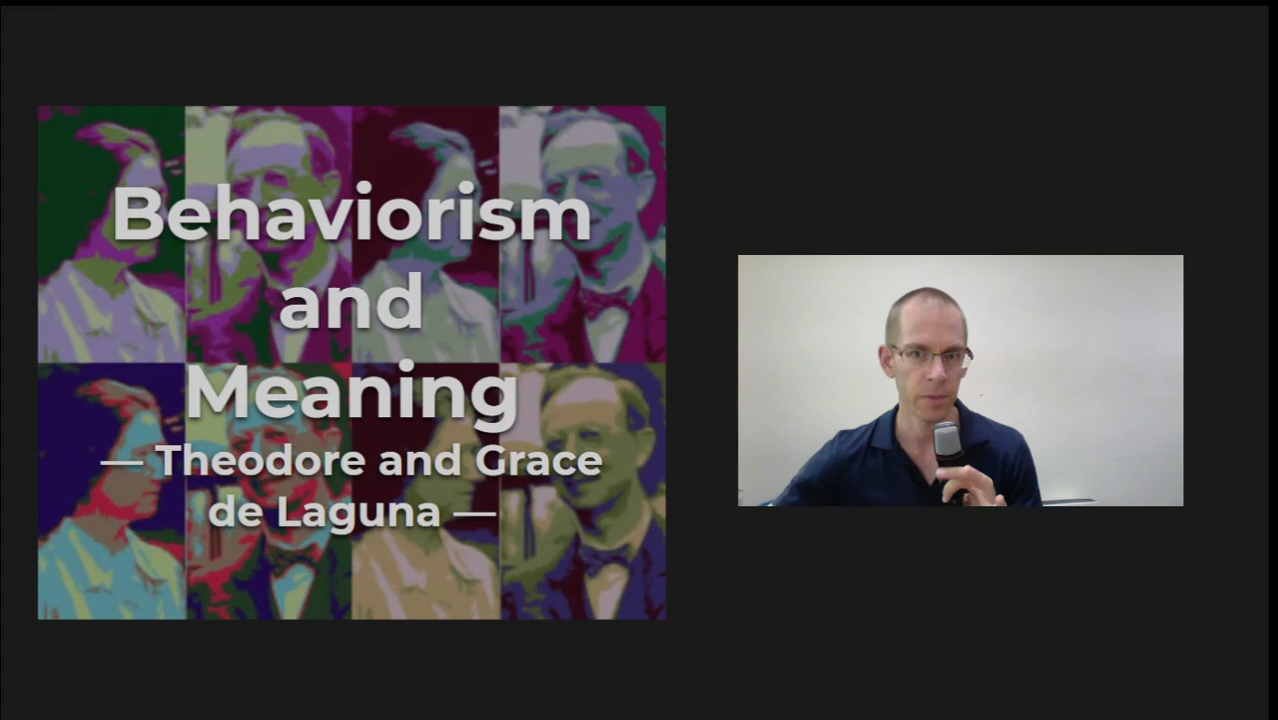 Behaviorism
and
Meaning
— Theodore and Grace
de Laguna —